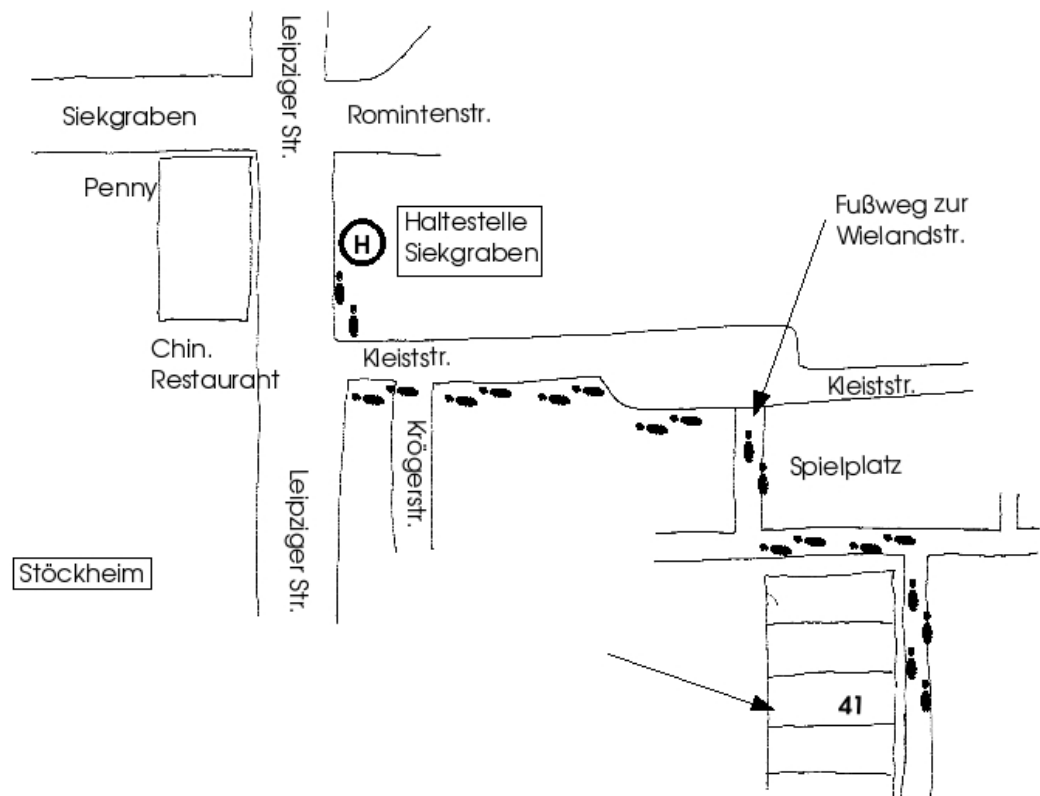 Leipziger Str.
Siekgraben
Romintenstr.
Penny
H
Haltestelle
Siekgraben
Fußweg zur
Wielandstr.
Chin.
Restaurant
Kleiststr.
Kleiststr.
Krögerstr.
Spielplatz
Leipziger Str.
Stöckheim
41